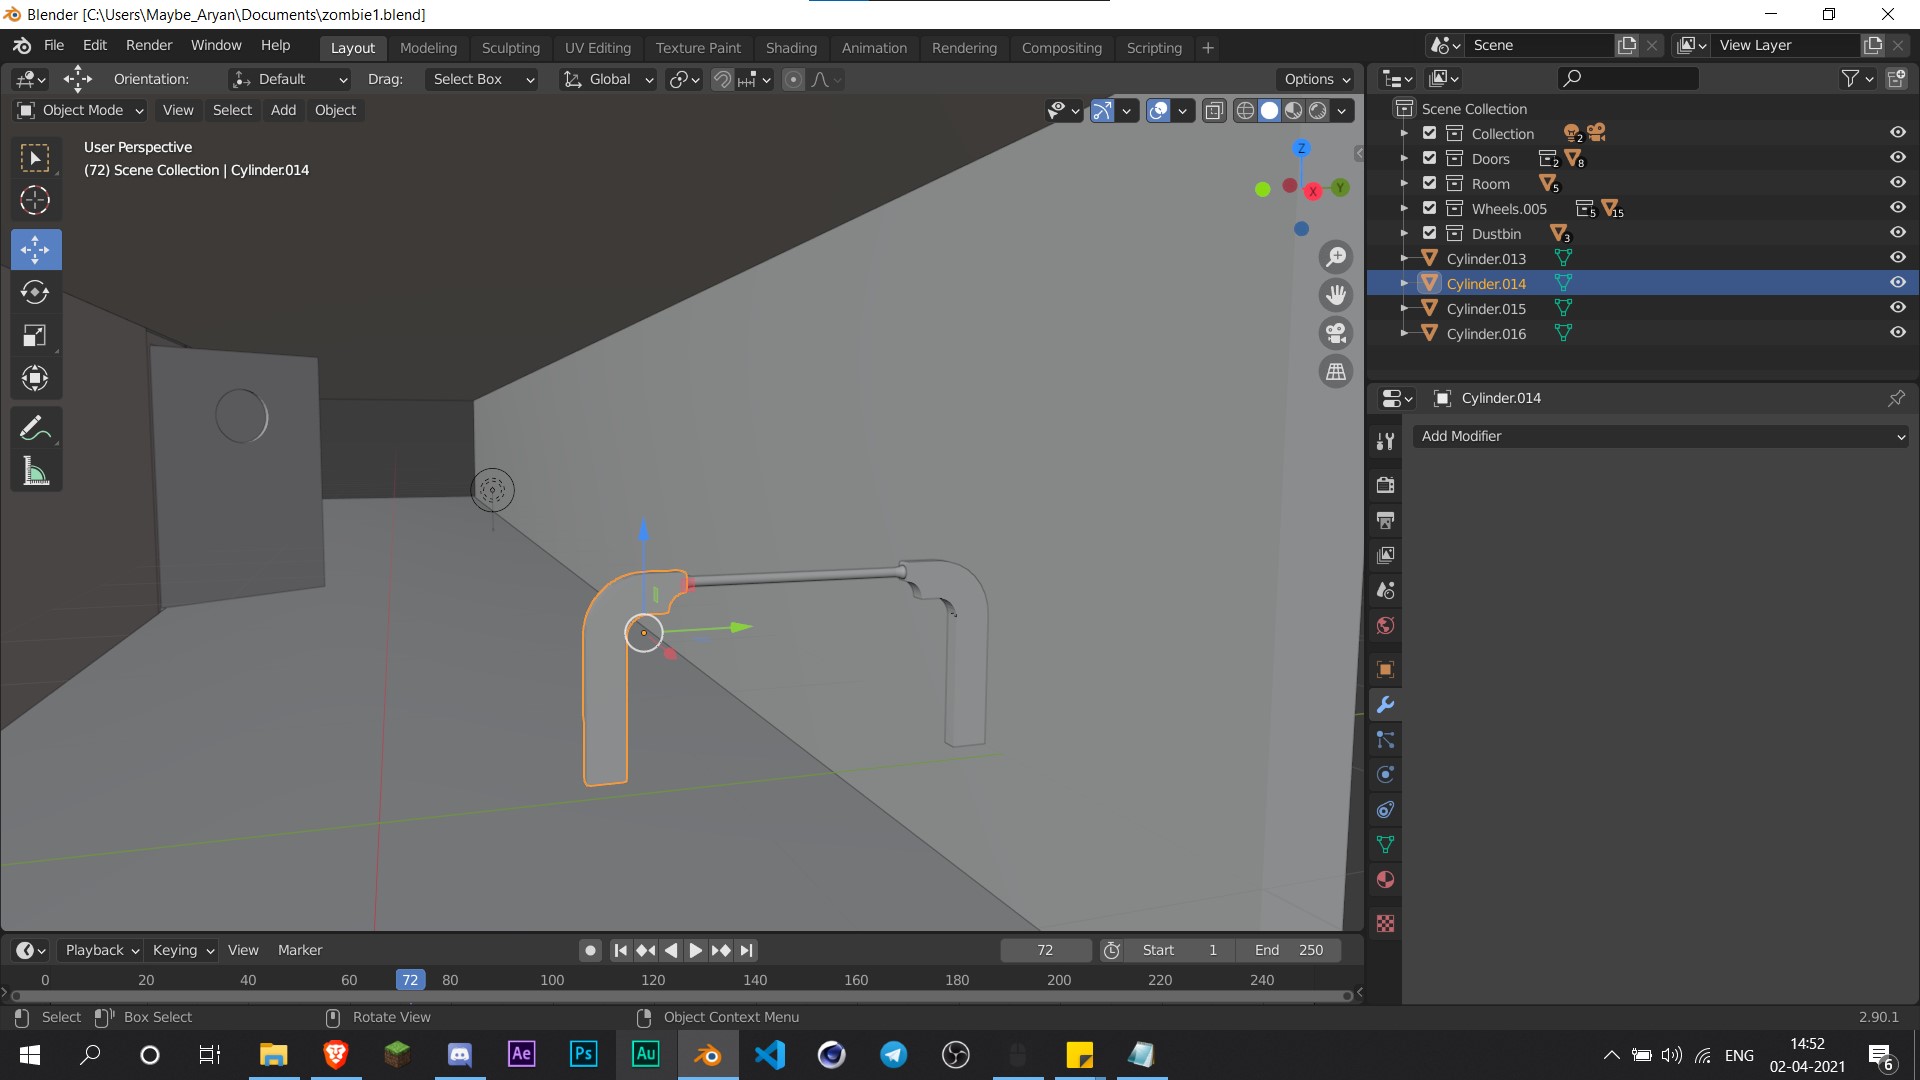 Blender [C:\Users\Maybe_Aryan\Documents\zombie1.blend]
File Edit Render Window Help Layout Modeling Sculpting UV Editing Texture Paint Shading Animation Rendering Compositing Scripting + Scene View Layer
Orientation: Default Drag: Select Box Global Options
Object Mode View Select Add Object
User Perspective
(72) Scene Collection | Cylinder.014
Z
X
Y
Scene Collection
Collection 2
Doors 2 8
Room 5
Wheels.005 5 15
Dustbin 3
Cylinder.013
Cylinder.014
Cylinder.015
Cylinder.016
Cylinder.014
Add Modifier
Playback Keying View Marker 72 Start 1 End 250
0 20 40 60 72 80 100 120 140 160 180 200 220 240
Select Box Select Rotate View Object Context Menu 2.90.1
Ae Ps Au ENG 14:52
02-04-2021 6